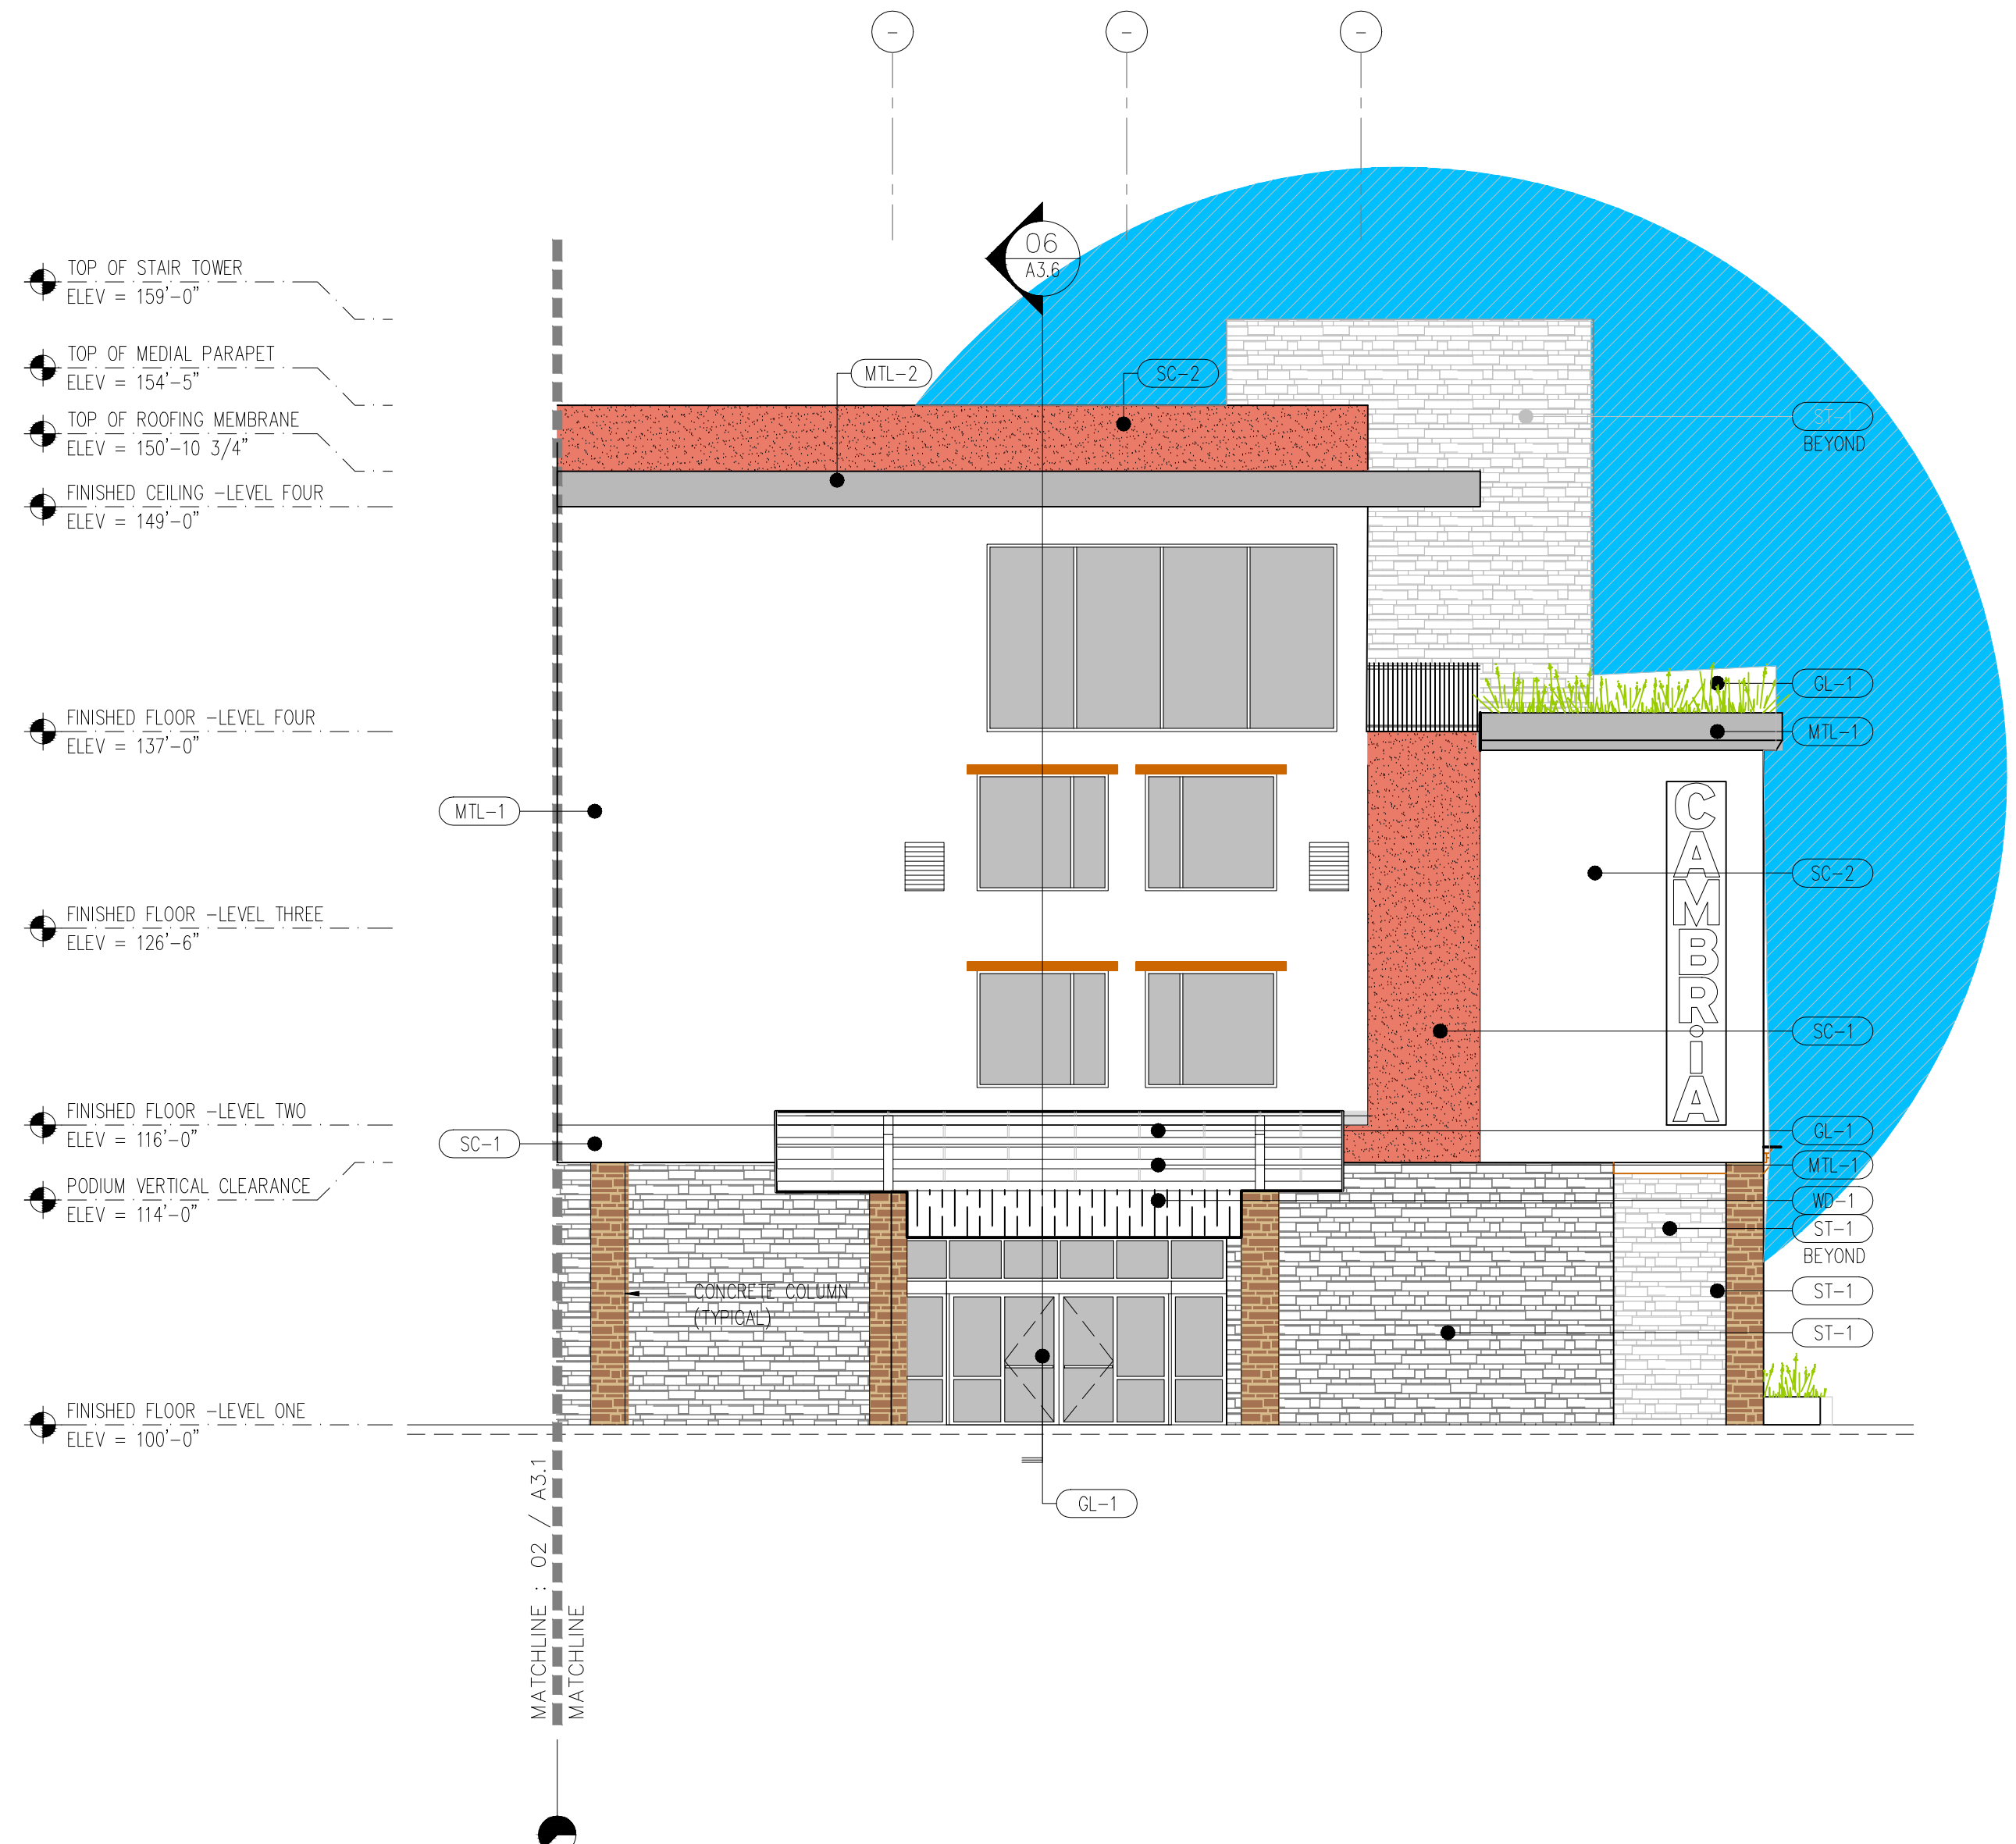 -
-
-
06
A3.6
TOP OF STAIR TOWER
ELEV = 159'-0"
TOP OF MEDIAL PARAPET
ELEV = 154'-5"
TOP OF ROOFING MEMBRANE
ELEV = 150'-10 3/4"
FINISHED CEILING -LEVEL FOUR
ELEV = 149'-0"
FINISHED FLOOR -LEVEL FOUR
ELEV = 137'-0"
FINISHED FLOOR -LEVEL THREE
ELEV = 126'-6"
FINISHED FLOOR -LEVEL TWO
ELEV = 116'-0"
PODIUM VERTICAL CLEARANCE
ELEV = 114'-0"
FINISHED FLOOR -LEVEL ONE
ELEV = 100'-0"
MTL-2
SC-2
MTL-1
SC-1
CONCRETE COLUMN
(TYPICAL)
CAMBRiA
ST-1
BEYOND
GL-1
MTL-1
SC-2
SC-1
GL-1
MTL-1
WD-1
ST-1
BEYOND
ST-1
ST-1
GL-1
MATCHLINE : 02 / A3.1
MATCHLINE